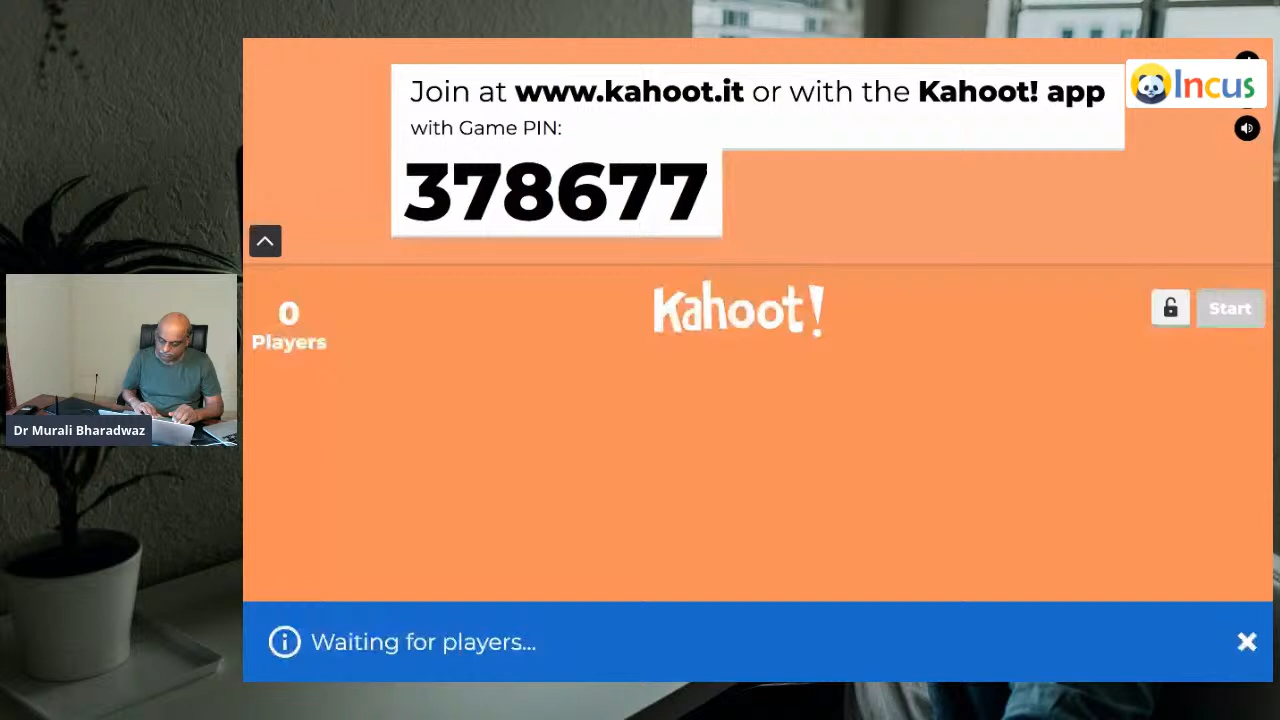 Join at www.kahoot.it or with the Kahoot! app
with Game PIN:
378677
Incus
0
Players
Kahoot!
Start
Dr Murali Bharadwaz
Waiting for players...